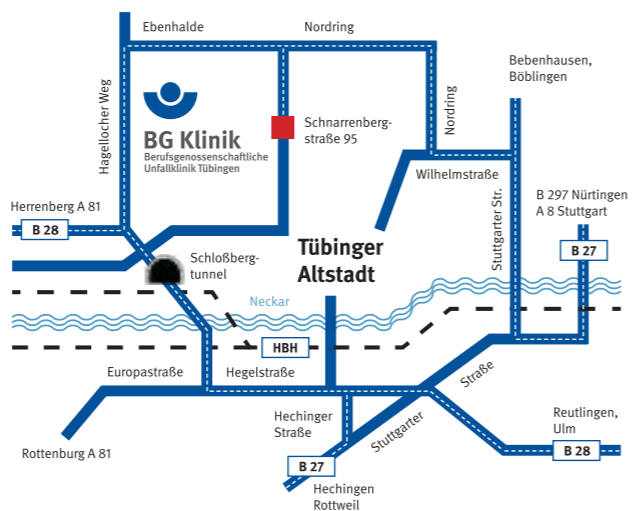 Ebenhalde
Nordring
Bebenhausen,
Böblingen
Hagellocher Weg
Nordring
Schnarrenberg-
straße 95
BG Klinik
Berufsgenossenschaftliche
Unfallklinik Tübingen
Wilhelmstraße
B 297 Nürtingen
A 8 Stuttgart
Herrenberg A 81
B 28
Stuttgarter Str.
B 27
Tübinger
Altstadt
Schloßberg-
tunnel
Neckar
HBH
Europastraße
Hegelstraße
Straße
Stuttgarter
Hechinger
Straße
Reutlingen,
Ulm
B 28
Rottenburg A 81
B 27
Hechingen
Rottweil